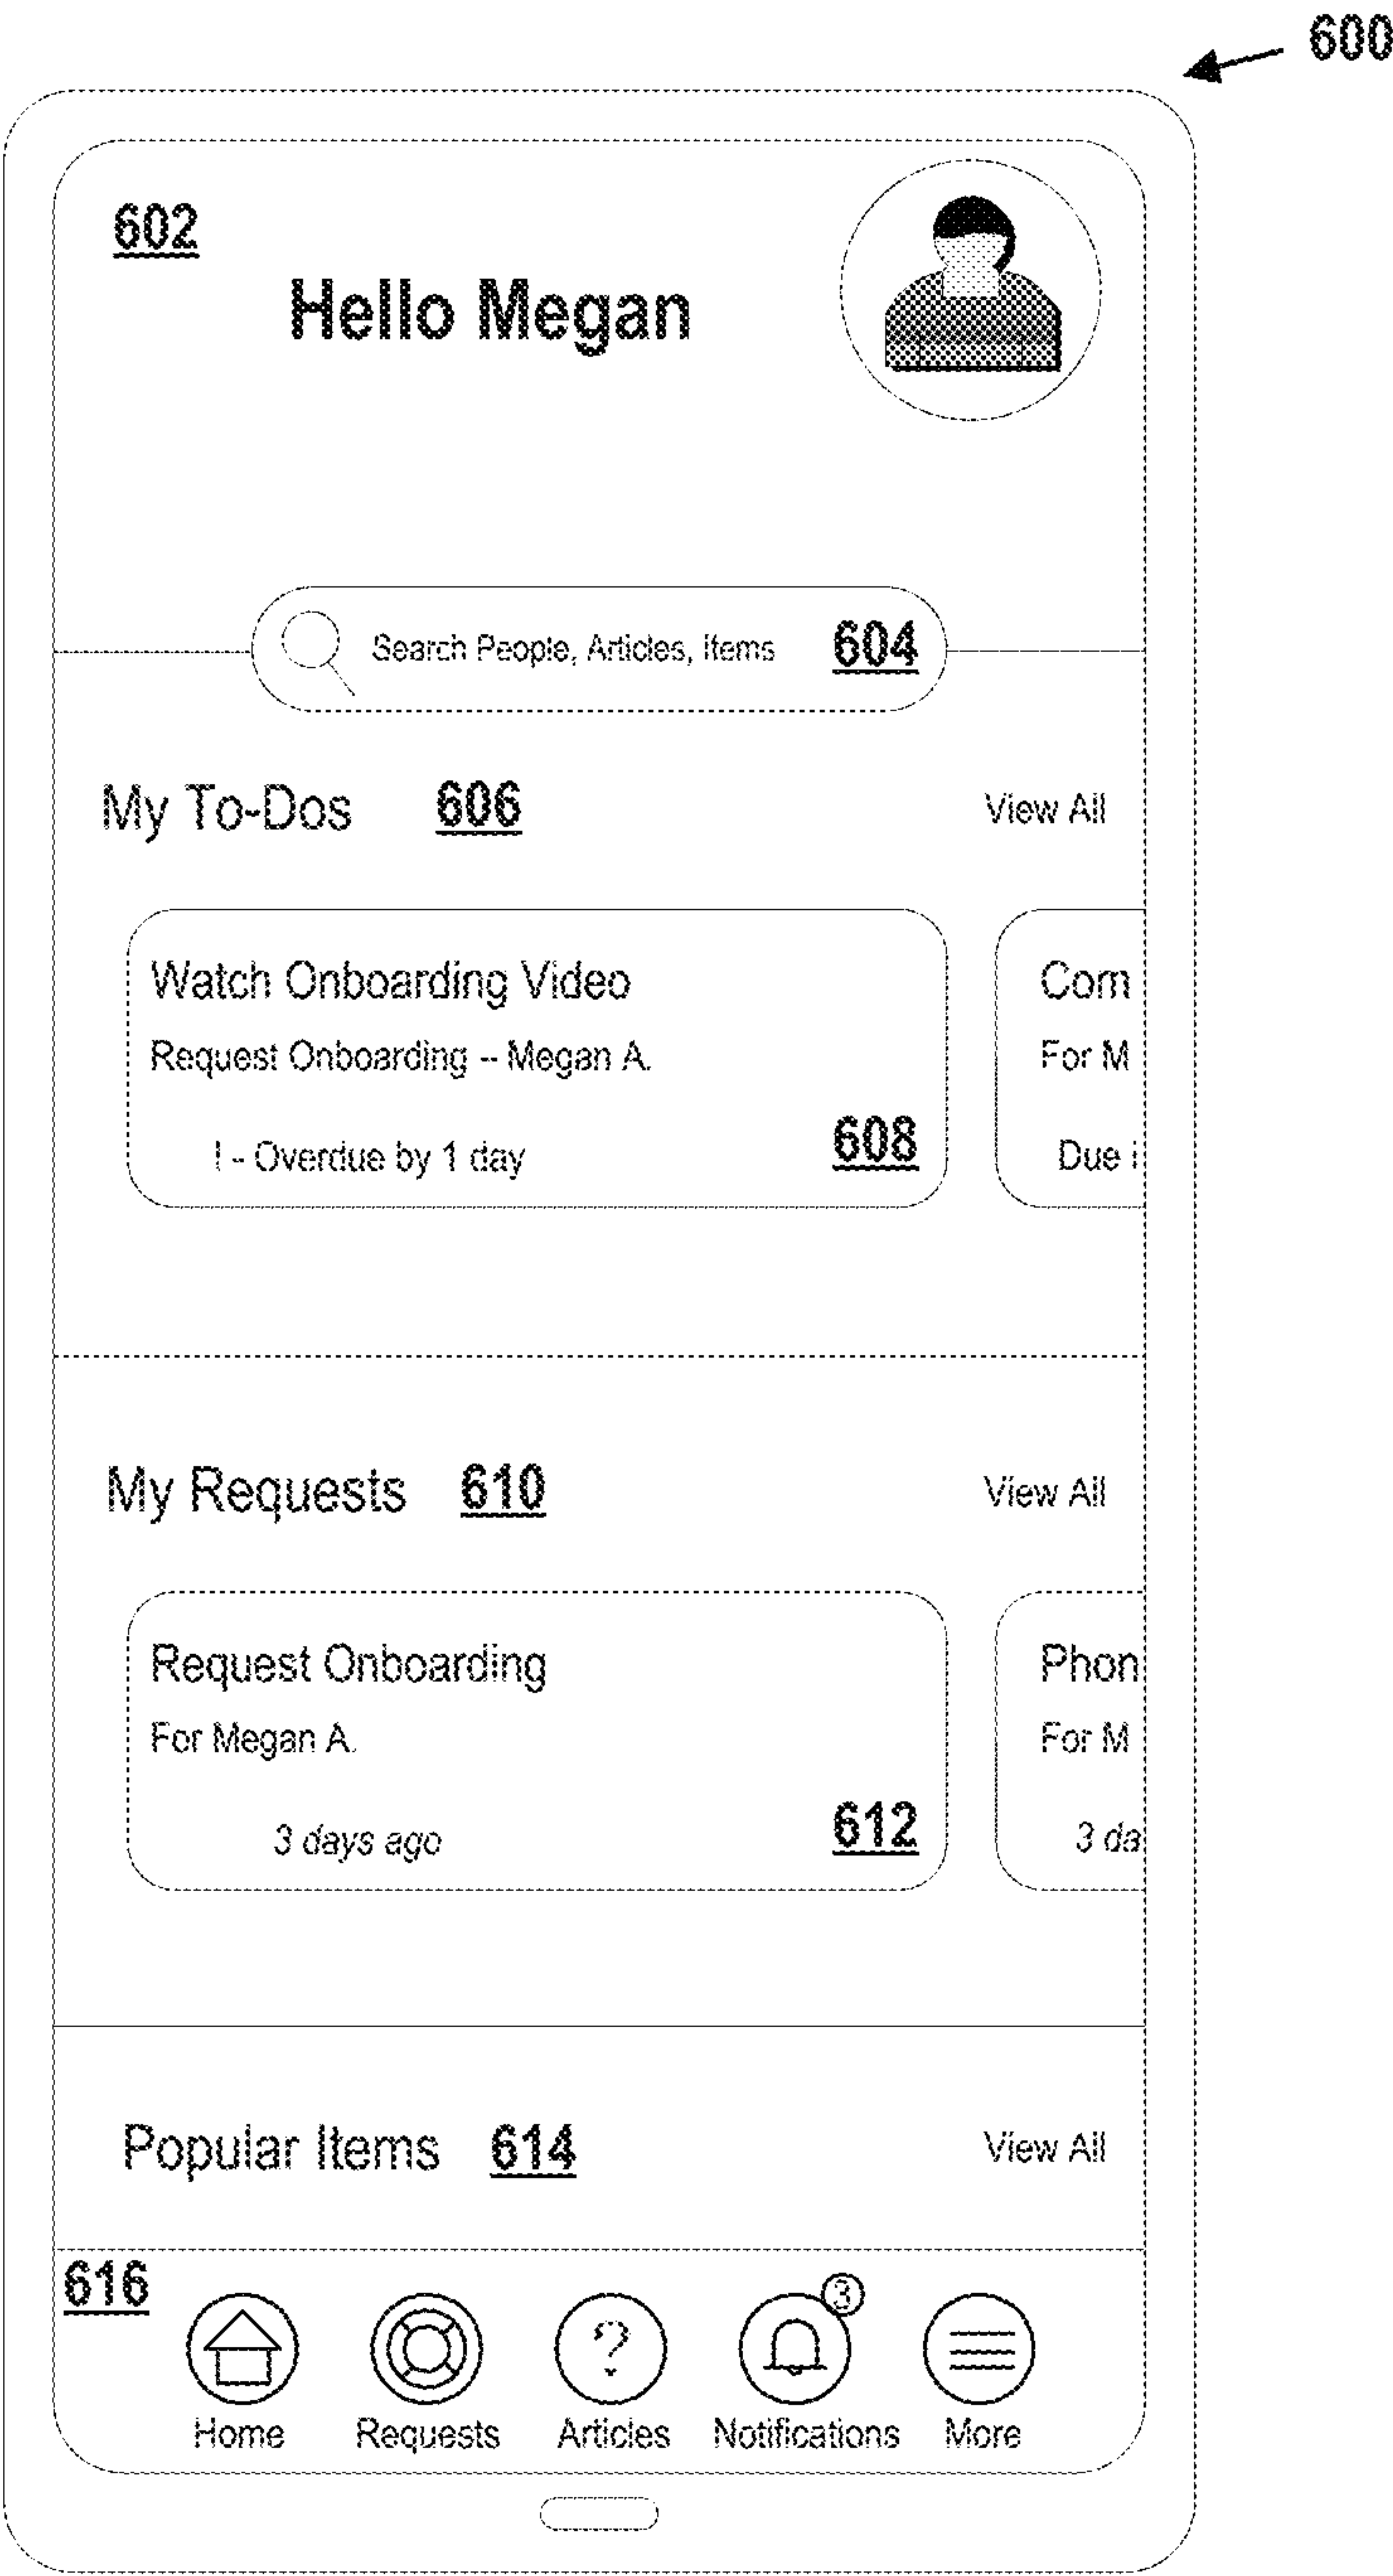 600
602
Hello Megan
Search People, Articles, Items 604
My To-Dos 606 View All
Watch Onboarding Video
Request Onboarding -- Megan A.
! - Overdue by 1 day 608
Com
For M
Due i
My Requests 610 View All
Request Onboarding
For Megan A.
3 days ago 612
Phon
For M
3 da
Popular Items 614 View All
616
3
?
Home Requests Articles Notifications More